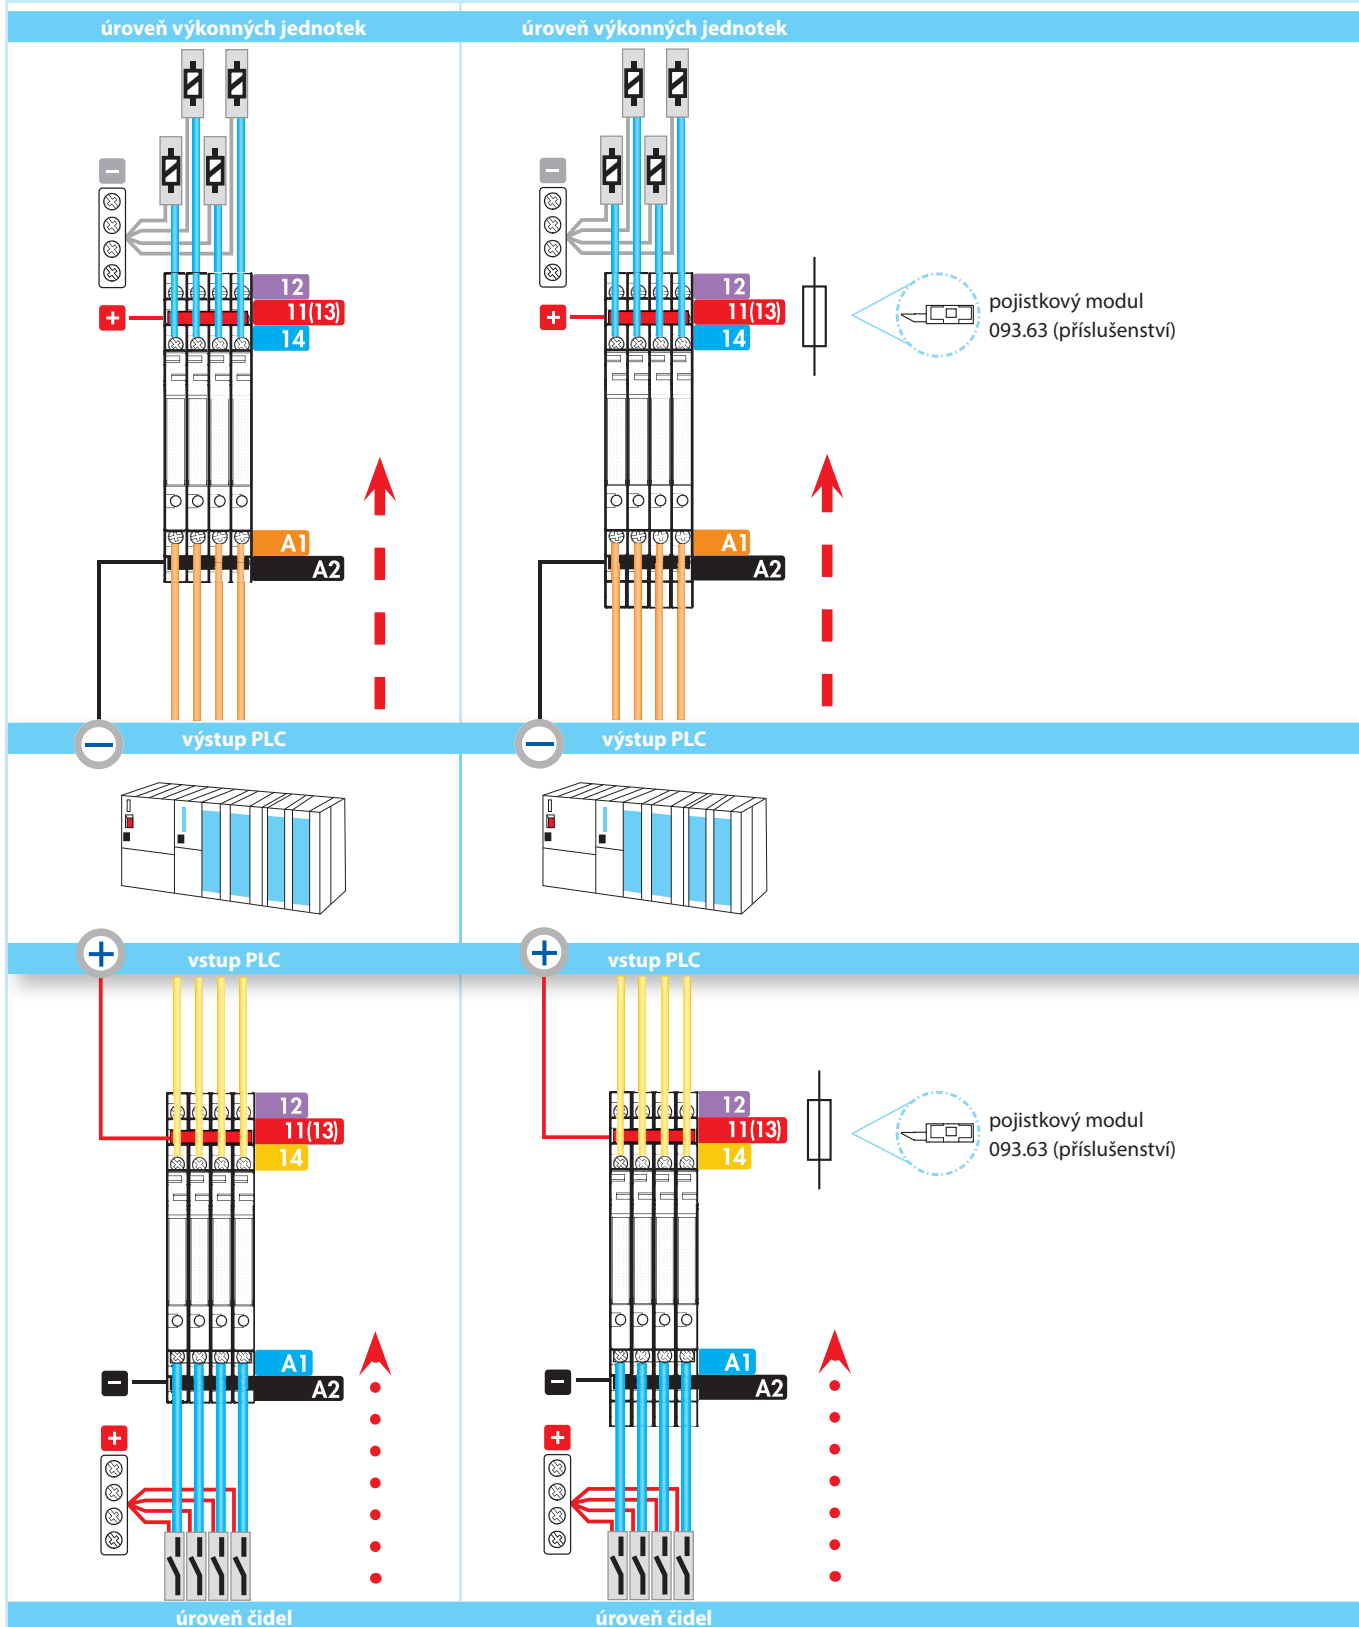 úroveň výkonných jednotek
úroveň výkonných jednotek
−
−
12
12
+
11(13)
+
11(13)
pojistkový modul
093.63 (příslušenství)
14
14
A1
A1
A2
A2
−
výstup PLC
−
výstup PLC
+
vstup PLC
+
vstup PLC
12
12
11(13)
11(13)
pojistkový modul
093.63 (příslušenství)
14
14
A1
A1
−
A2
−
A2
+
+
úroveň čidel
úroveň čidel